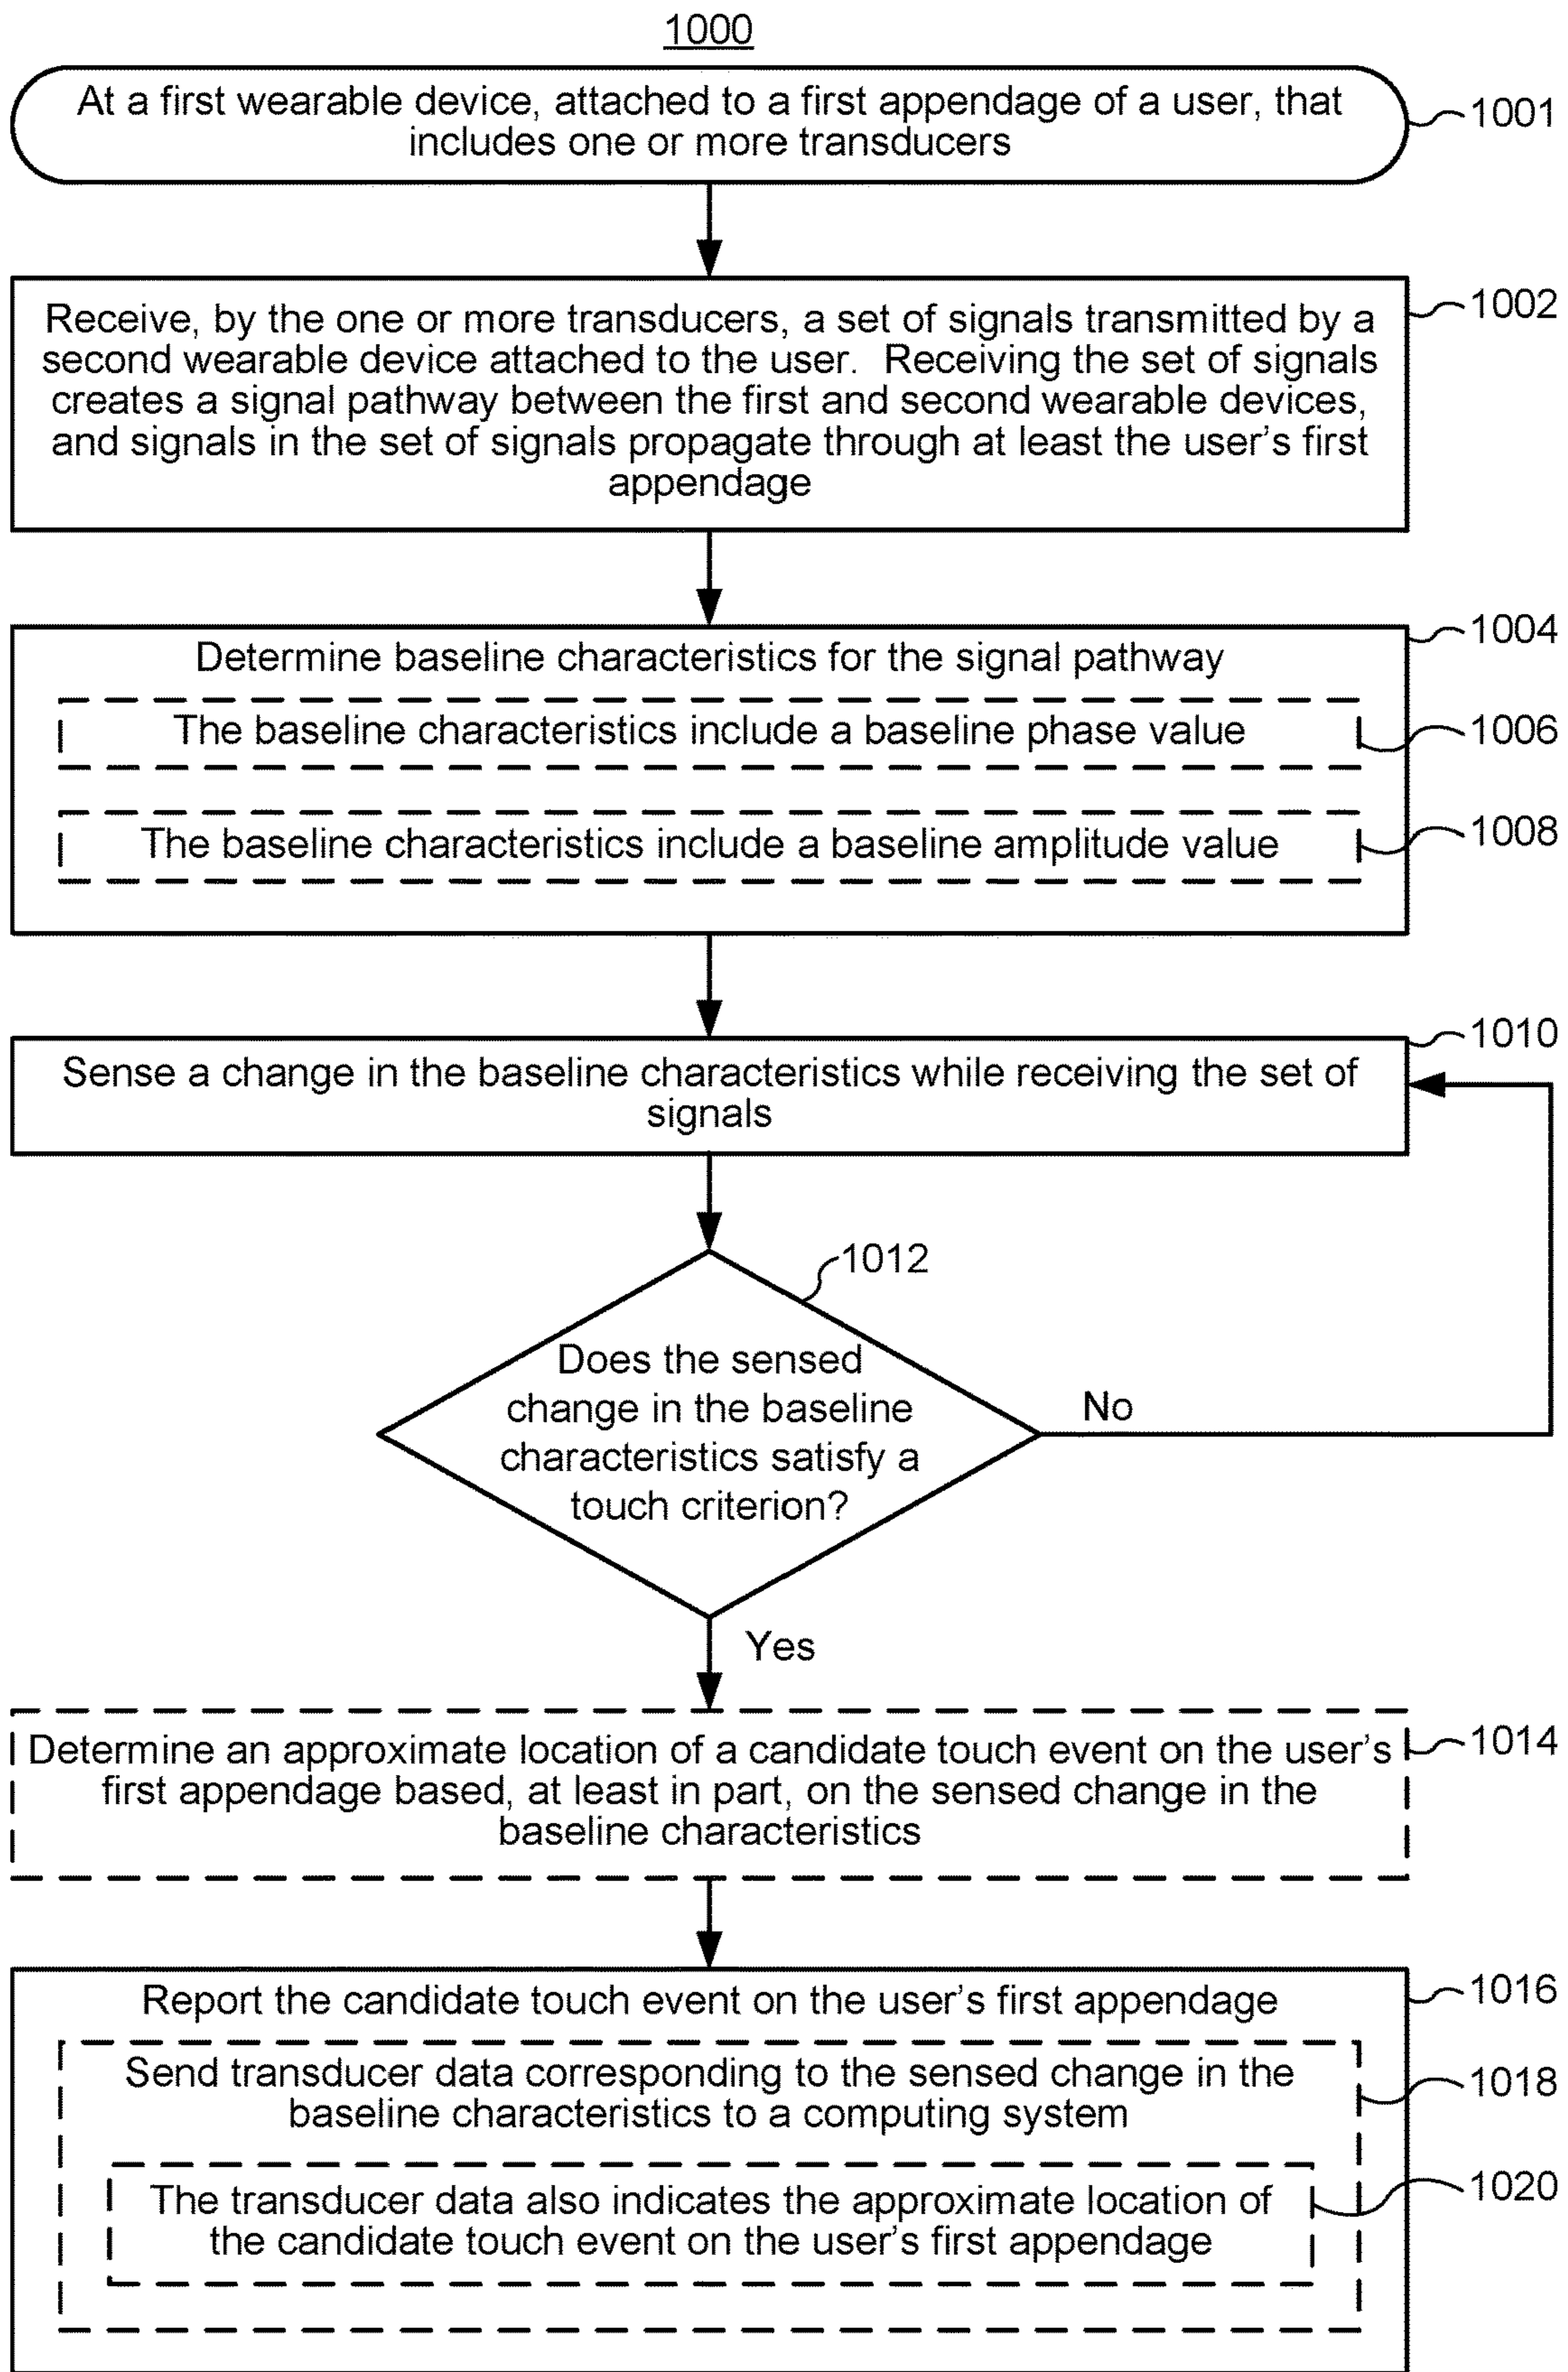 1000
At a first wearable device, attached to a first appendage of a user, that
includes one or more transducers
1001
Receive, by the one or more transducers, a set of signals transmitted by a
second wearable device attached to the user.  Receiving the set of signals
creates a signal pathway between the first and second wearable devices,
and signals in the set of signals propagate through at least the user’s first
appendage
1002
Determine baseline characteristics for the signal pathway
1004
The baseline characteristics include a baseline phase value
1006
The baseline characteristics include a baseline amplitude value
1008
Sense a change in the baseline characteristics while receiving the set of
signals
1010
1012
Does the sensed
change in the baseline
characteristics satisfy a
touch criterion?
No
Yes
Determine an approximate location of a candidate touch event on the user’s
first appendage based, at least in part, on the sensed change in the
baseline characteristics
1014
Report the candidate touch event on the user’s first appendage
1016
Send transducer data corresponding to the sensed change in the
baseline characteristics to a computing system
1018
The transducer data also indicates the approximate location of
the candidate touch event on the user’s first appendage
1020